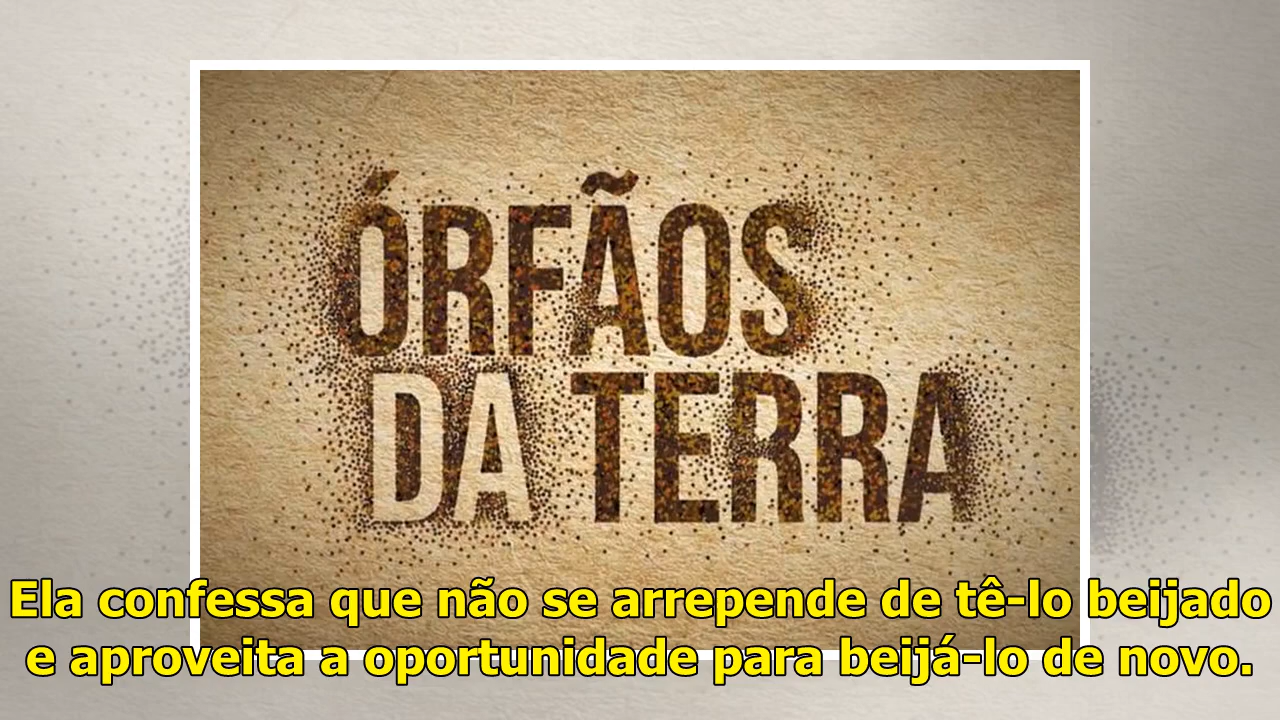 ÓRFÃOS
DA TERRA
Ela confessa que não se arrepende de tê-lo beijado
e aproveita a oportunidade para beijá-lo de novo.